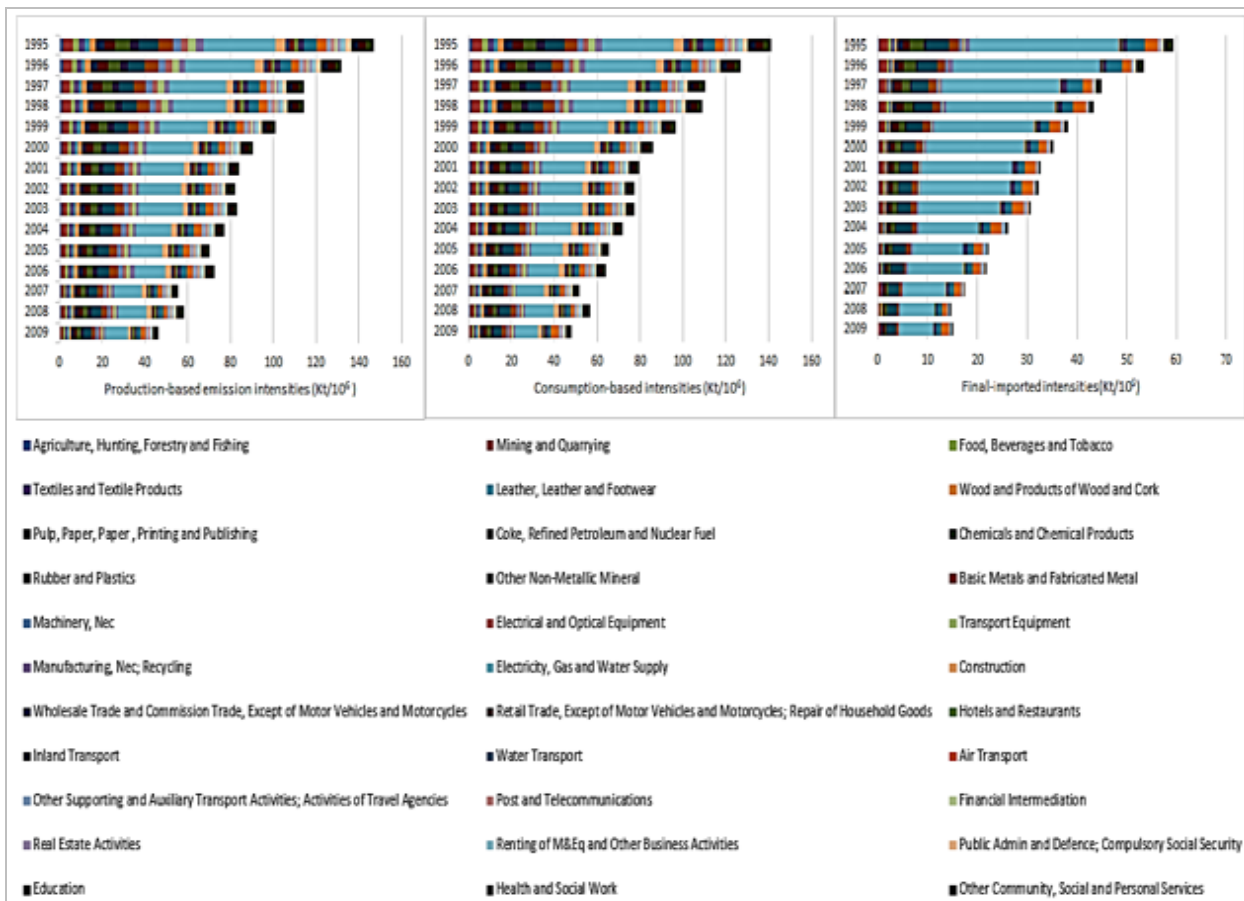 1995
1996
1997
1998
1999
2000
2001
2002
2003
2004
2005
2006
2007
2008
2009
0 20 40 60 80 100 120 140 160
Production-based emission intensities (Kt/10⁶ )
1995
1996
1997
1998
1999
2000
2001
2002
2003
2004
2005
2006
2007
2008
2009
0 20 40 60 80 100 120 140 160
Consumption-based intensities (Kt/10⁶)
1995
1996
1997
1998
1999
2000
2001
2002
2003
2004
2005
2006
2007
2008
2009
0 10 20 30 40 50 60 70
Final-imported intensities(Kt/10⁶)
Agriculture, Hunting, Forestry and Fishing Mining and Quarrying Food, Beverages and Tobacco
Textiles and Textile Products Leather, Leather and Footwear Wood and Products of Wood and Cork
Pulp, Paper, Paper , Printing and Publishing Coke, Refined Petroleum and Nuclear Fuel Chemicals and Chemical Products
Rubber and Plastics Other Non-Metallic Mineral Basic Metals and Fabricated Metal
Machinery, Nec Electrical and Optical Equipment Transport Equipment
Manufacturing, Nec; Recycling Electricity, Gas and Water Supply Construction
Wholesale Trade and Commission Trade, Except of Motor Vehicles and Motorcycles Retail Trade, Except of Motor Vehicles and Motorcycles; Repair of Household Goods Hotels and Restaurants
Inland Transport Water Transport Air Transport
Other Supporting and Auxiliary Transport Activities; Activities of Travel Agencies Post and Telecommunications Financial Intermediation
Real Estate Activities Renting of M&Eq and Other Business Activities Public Admin and Defence; Compulsory Social Security
Education Health and Social Work Other Community, Social and Personal Services